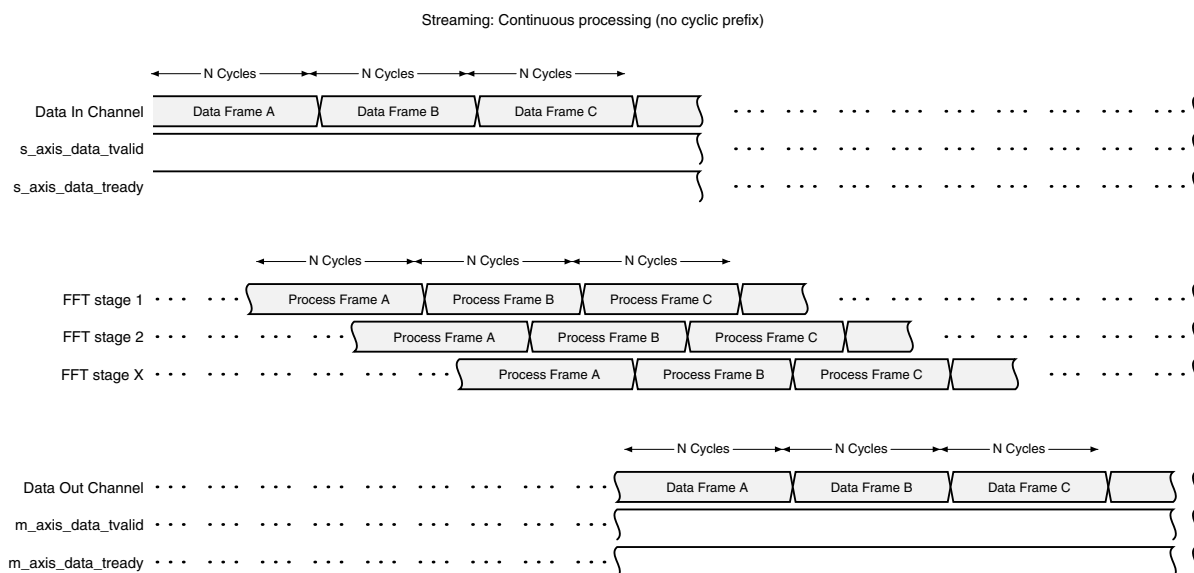 Streaming: Continuous processing (no cyclic prefix)
N Cycles N Cycles N Cycles
Data In Channel Data Frame A Data Frame B Data Frame C
s_axis_data_tvalid
s_axis_data_tready
N Cycles N Cycles N Cycles
FFT stage 1 Process Frame A Process Frame B Process Frame C
FFT stage 2 Process Frame A Process Frame B Process Frame C
FFT stage X Process Frame A Process Frame B Process Frame C
N Cycles N Cycles N Cycles
Data Out Channel Data Frame A Data Frame B Data Frame C
m_axis_data_tvalid
m_axis_data_tready